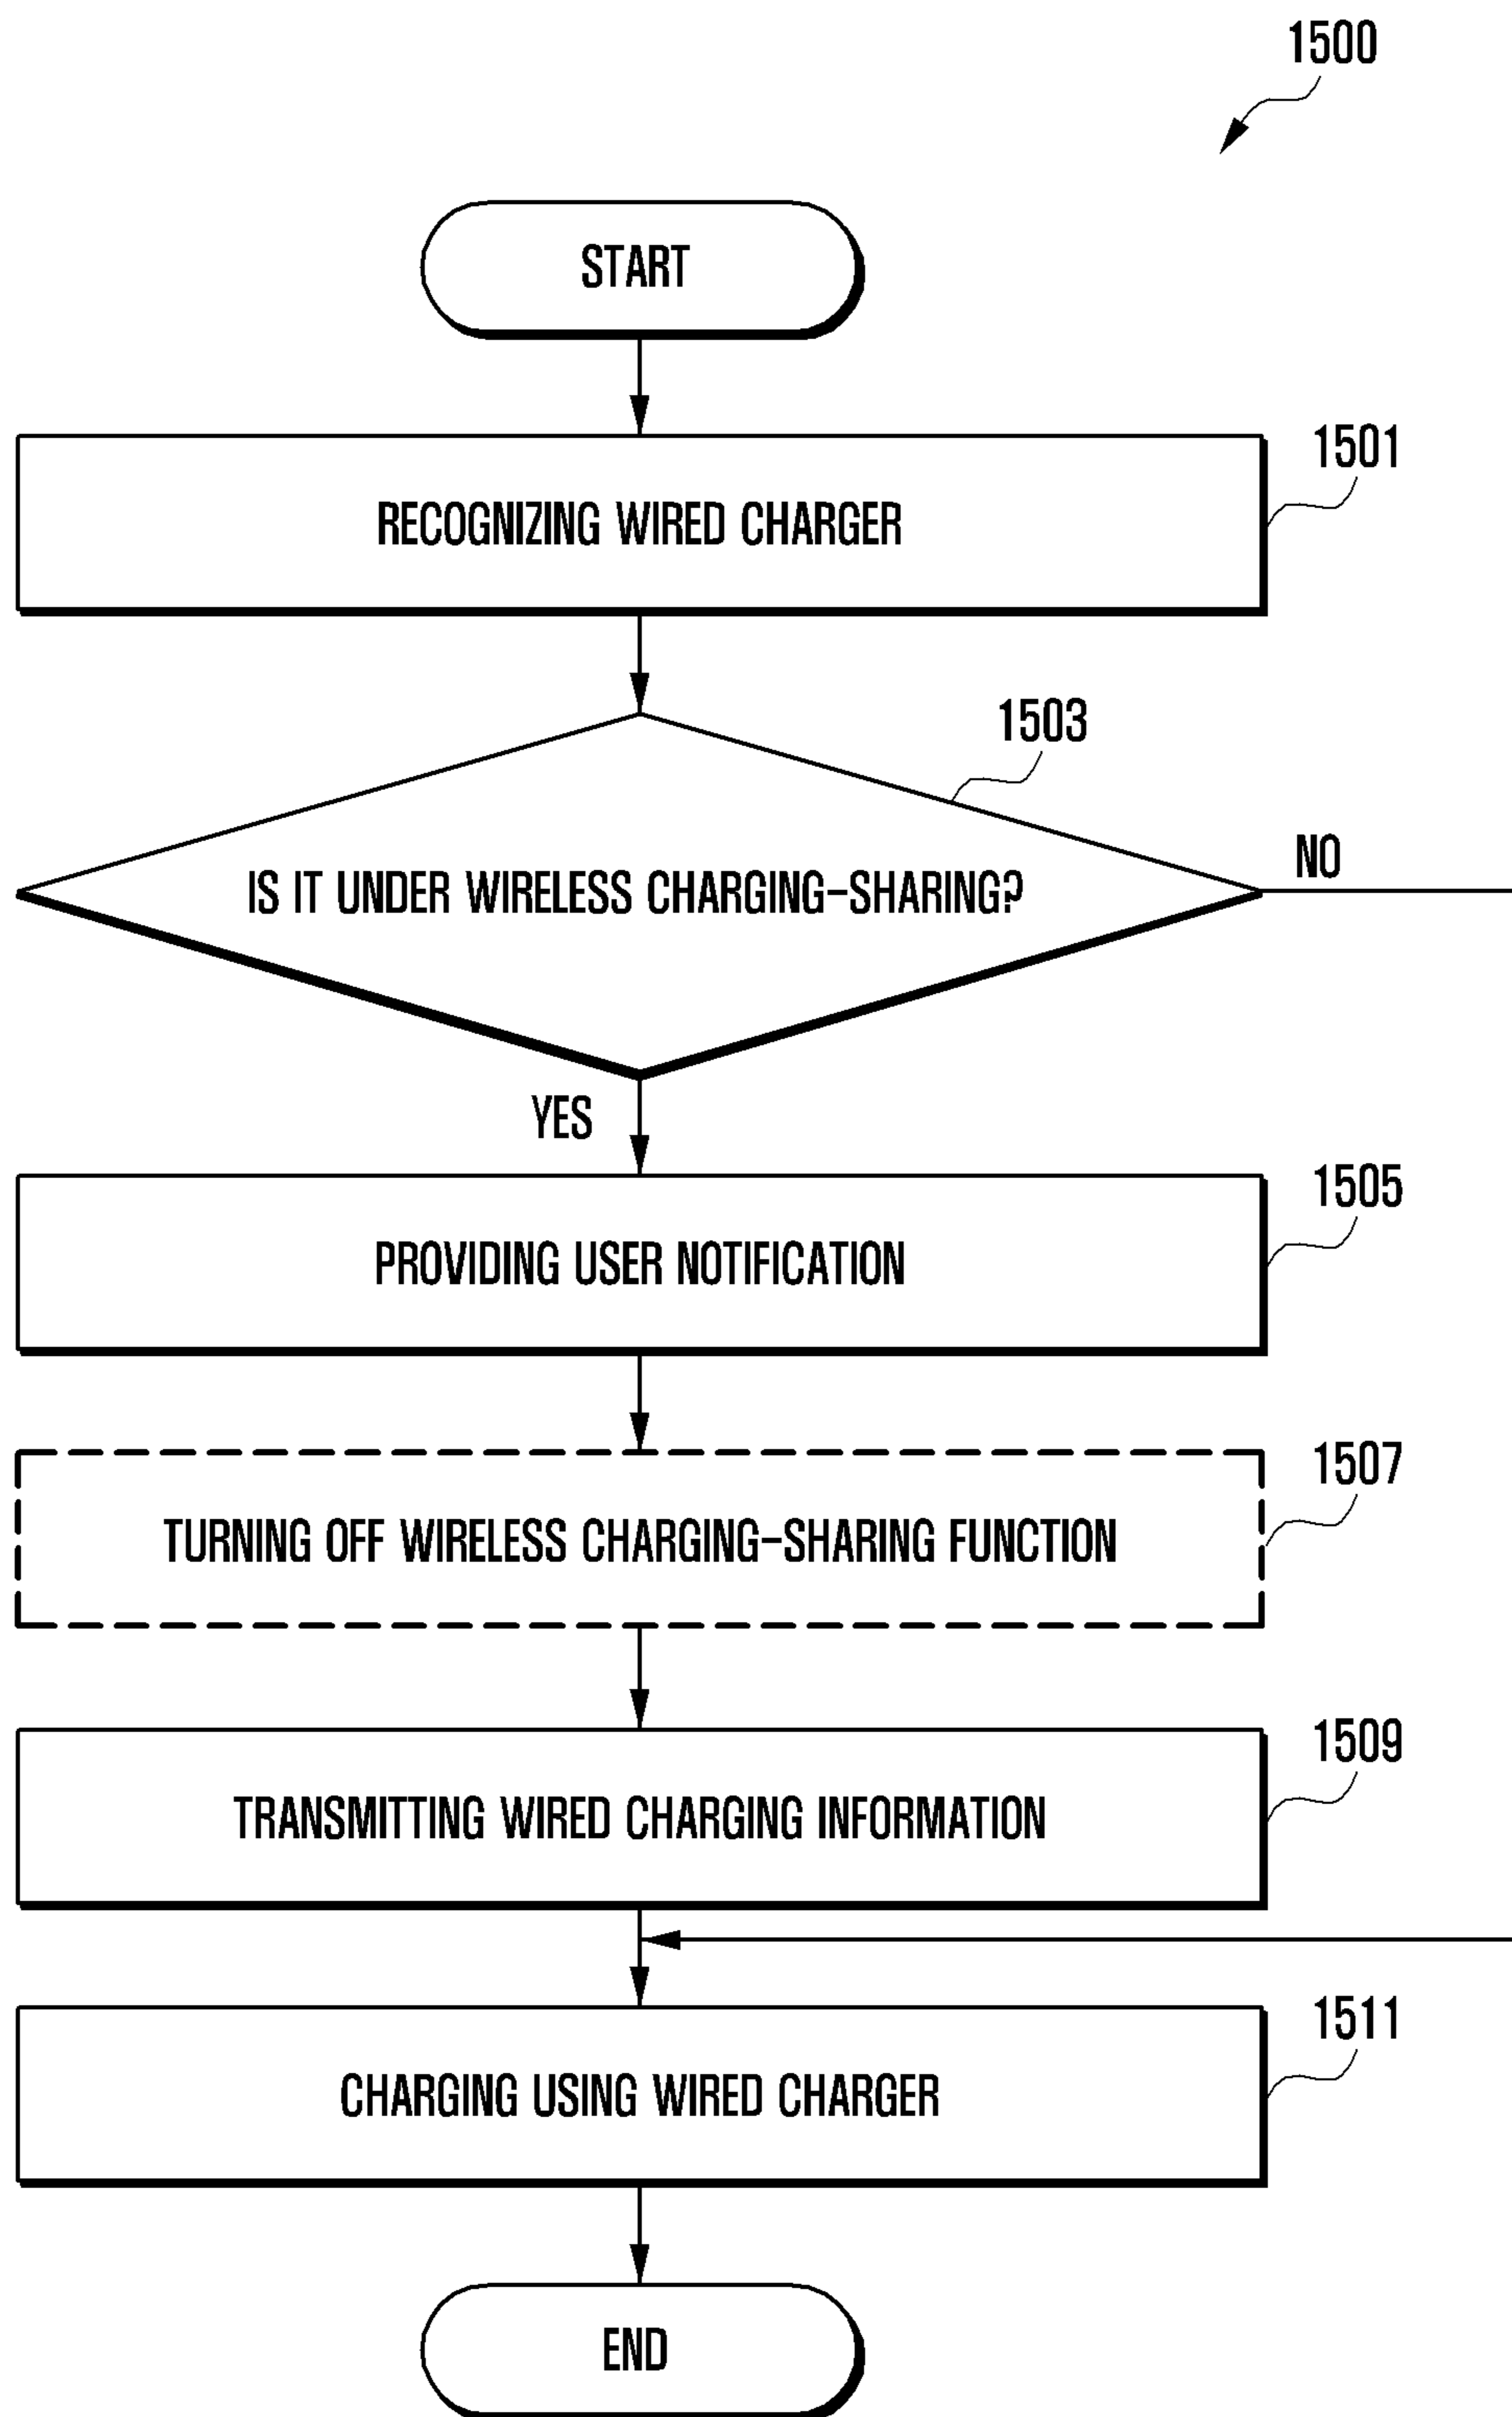 1500
START
RECOGNIZING WIRED CHARGER
1501
IS IT UNDER WIRELESS CHARGING-SHARING?
1503
NO
YES
PROVIDING USER NOTIFICATION
1505
TURNING OFF WIRELESS CHARGING-SHARING FUNCTION
1507
TRANSMITTING WIRED CHARGING INFORMATION
1509
CHARGING USING WIRED CHARGER
1511
END